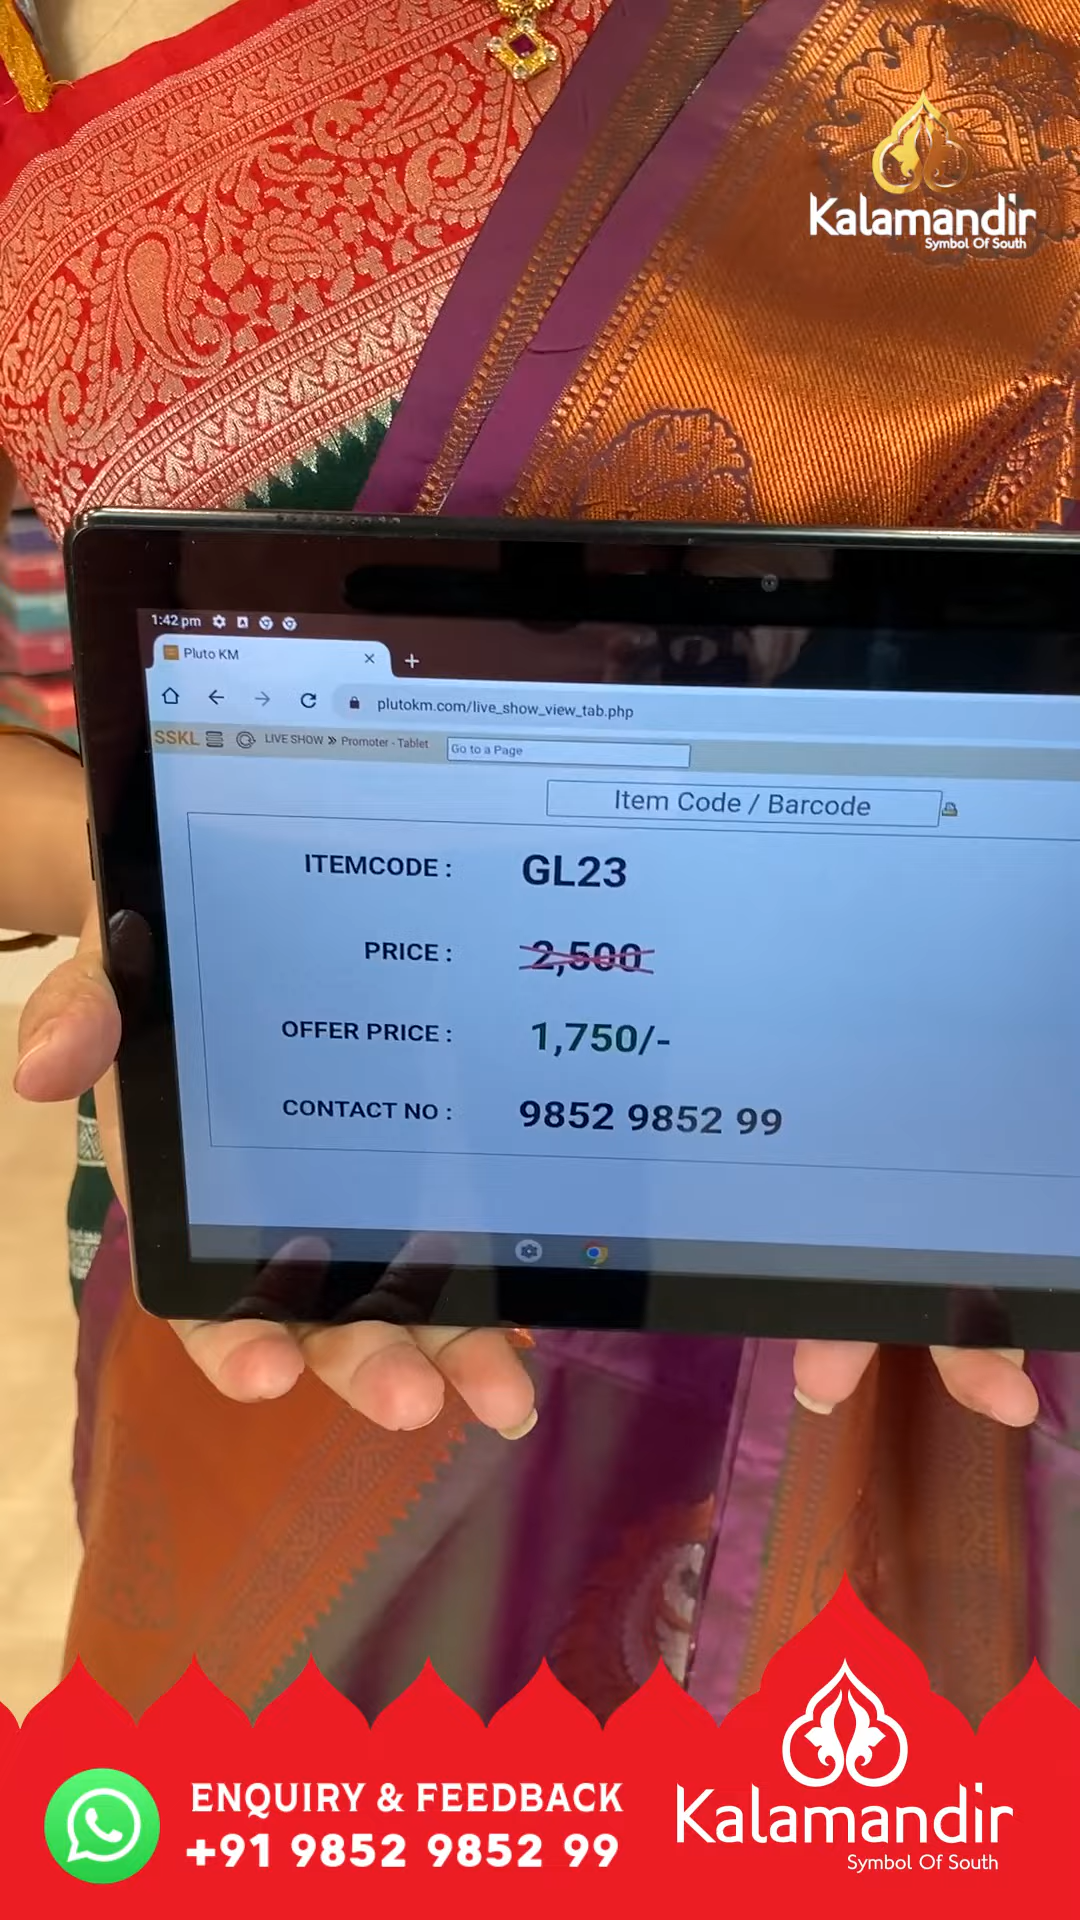 Kalamandir
Symbol Of South
1:42 pm
Pluto KM
plutokm.com/live_show_view_tab.php
SSKL LIVE SHOW » Promoter - Tablet Go to a Page
Item Code / Barcode
ITEMCODE : GL23
PRICE : 2,500
OFFER PRICE : 1,750/-
CONTACT NO : 9852 9852 99
ENQUIRY & FEEDBACK
+91 9852 9852 99
Kalamandir
Symbol Of South